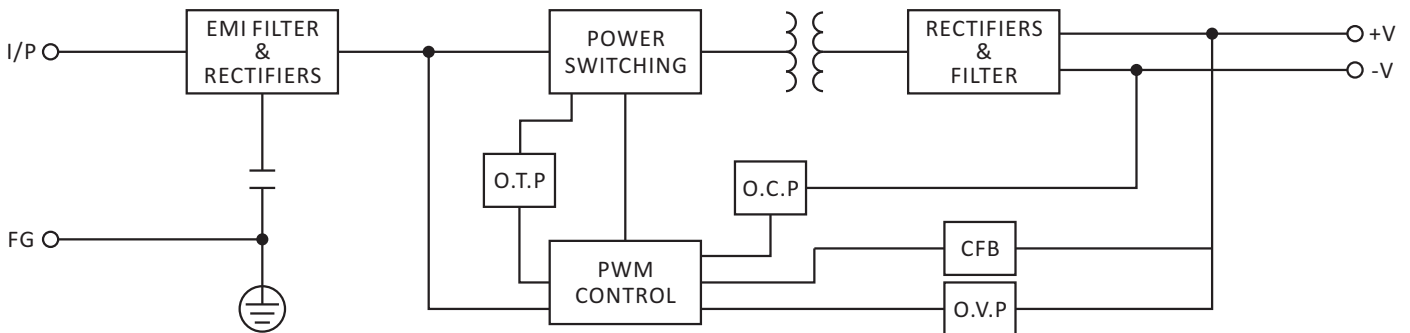 I/P
EMI FILTER
&
RECTIFIERS
POWER
SWITCHING
RECTIFIERS
&
FILTER
+V
-V
O.T.P
O.C.P
FG
PWM
CONTROL
CFB
O.V.P